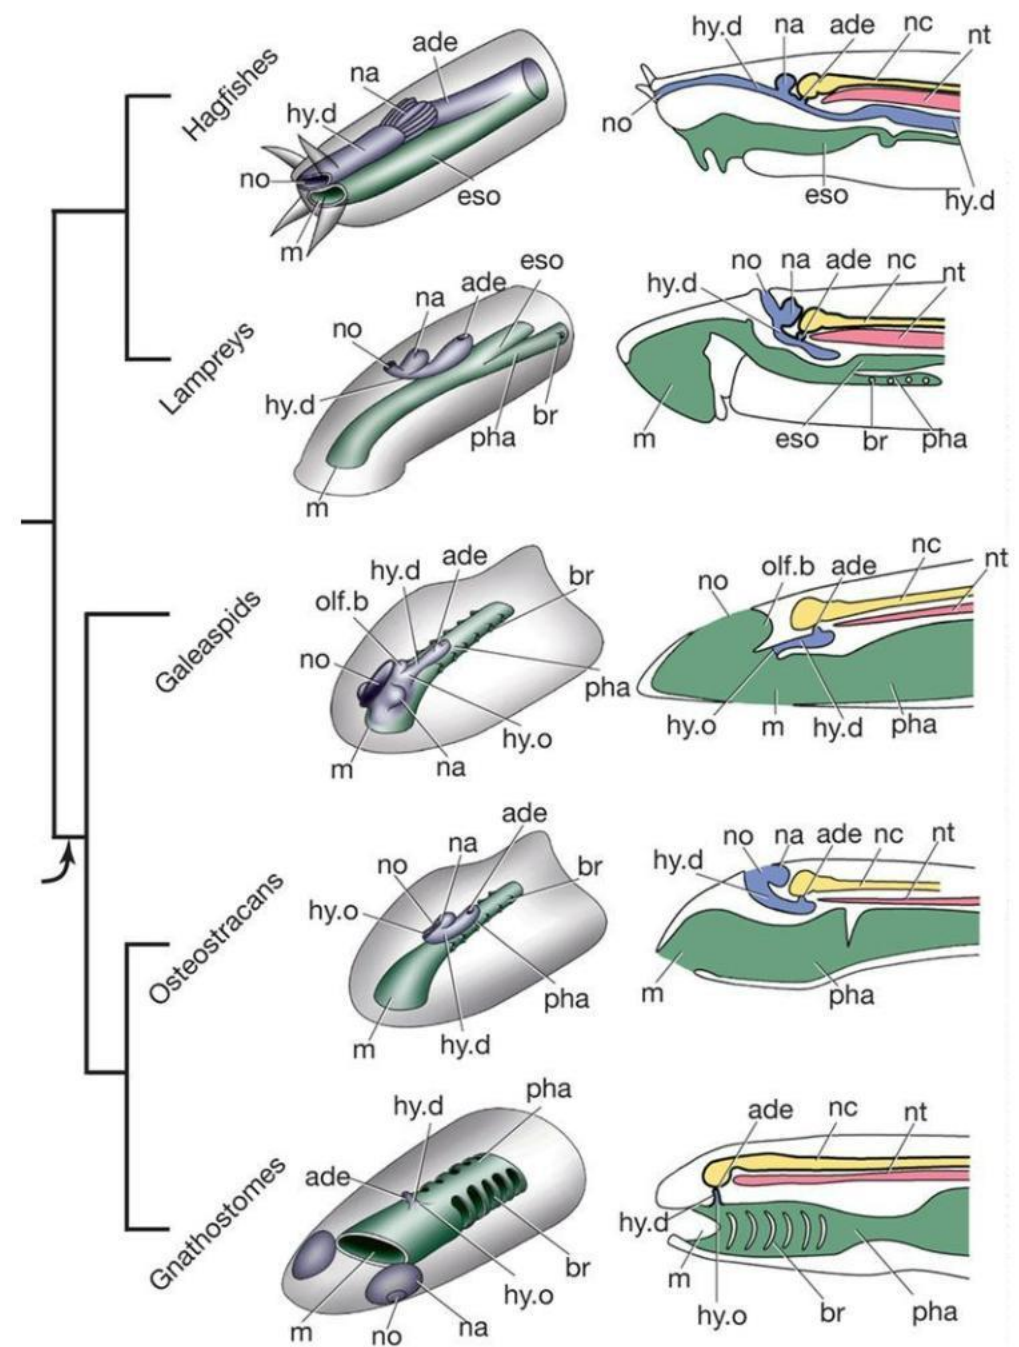 Hagfishes
ade
na
hy.d
no
m
eso
hy.d
na
ade
nc
nt
no
eso
hy.d
Lampreys
eso
ade
na
no
hy.d
pha
br
m
no
na
ade
nc
nt
hy.d
m
eso
br
pha
Galeaspids
ade
hy.d
olf.b
no
br
pha
hy.o
m
na
nc
nt
olf.b
ade
no
hy.o
m
hy.d
pha
Osteostracans
ade
na
no
hy.o
br
pha
m
hy.d
no
na
ade
nc
nt
hy.d
m
pha
Gnathostomes
pha
hy.d
ade
br
hy.o
m
no
na
ade
nc
nt
hy.d
m
hy.o
br
pha